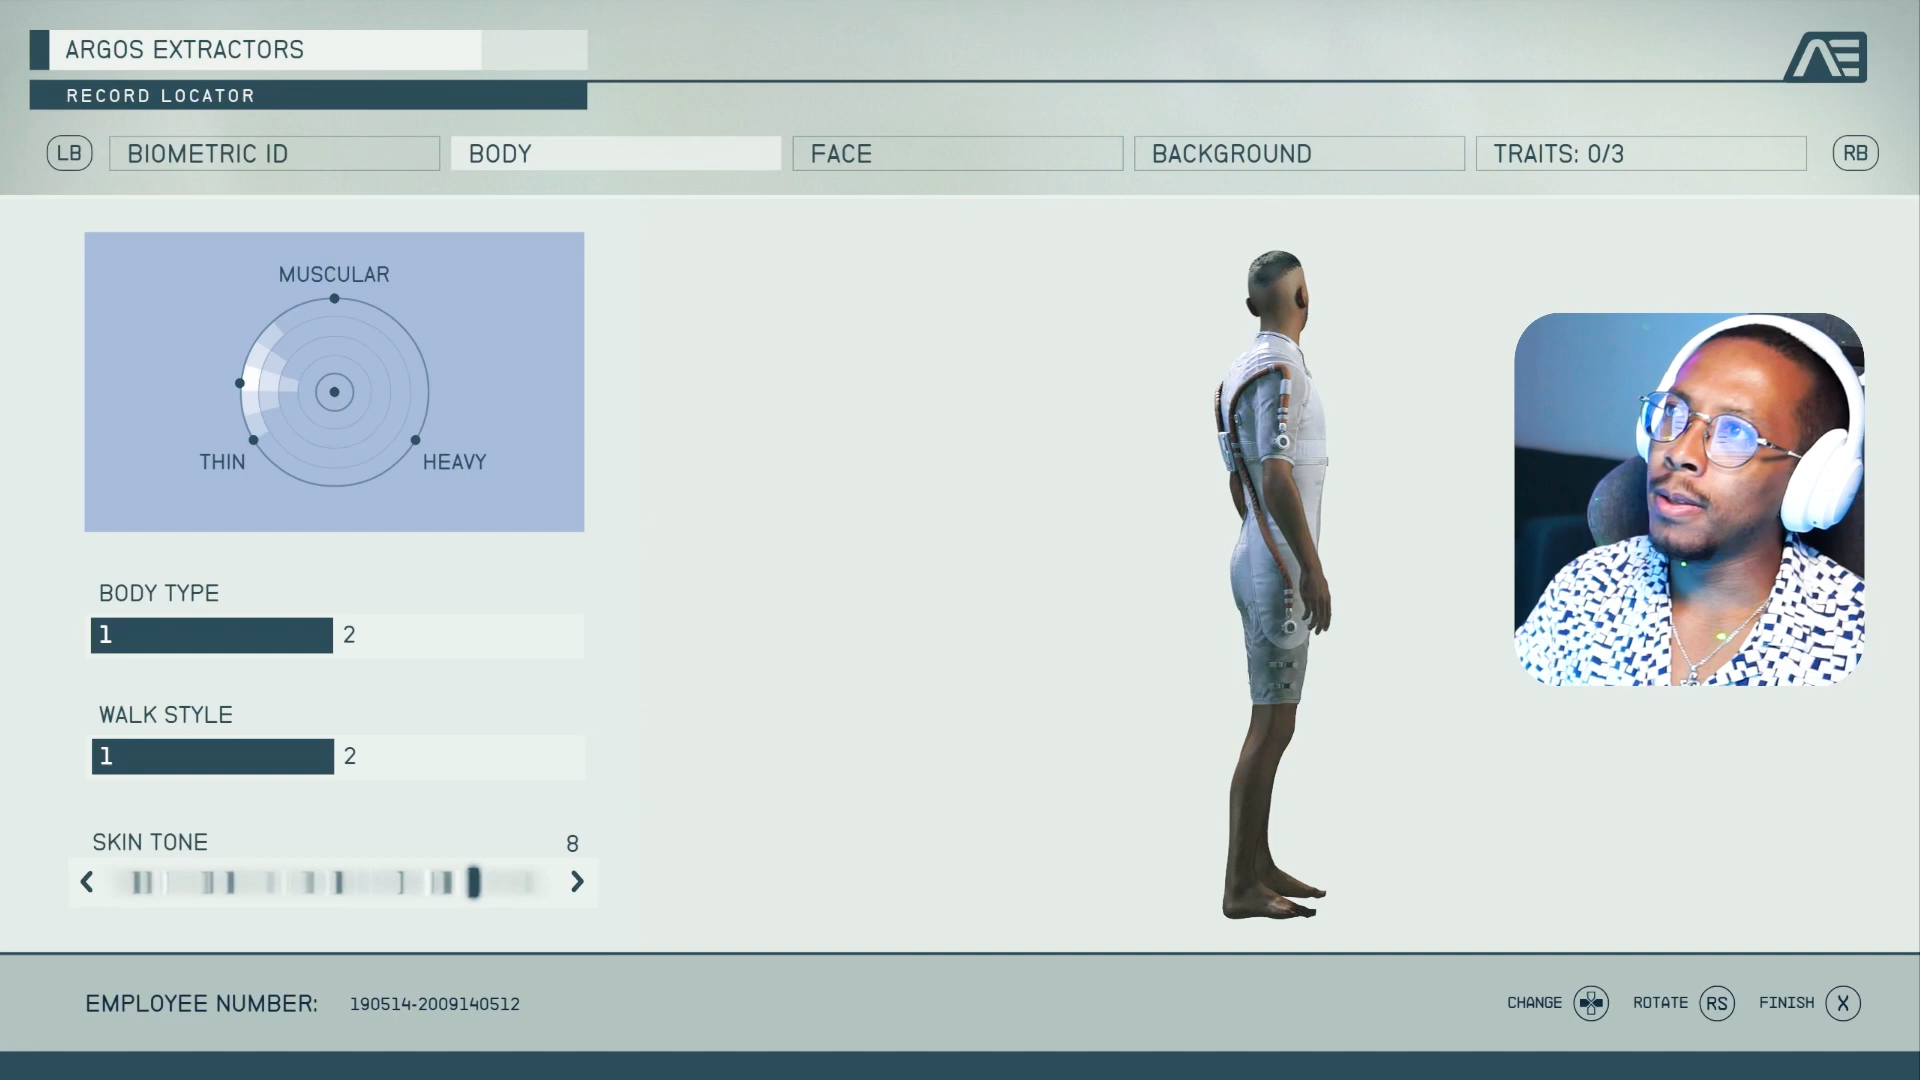 ARGOS EXTRACTORS
RECORD LOCATOR
LB BIOMETRIC ID BODY FACE BACKGROUND TRAITS: 0/3 RB
MUSCULAR
THIN HEAVY
BODY TYPE
1 2
WALK STYLE
1 2
SKIN TONE 8
EMPLOYEE NUMBER: 190514-2009140512
CHANGE ROTATE RS FINISH X